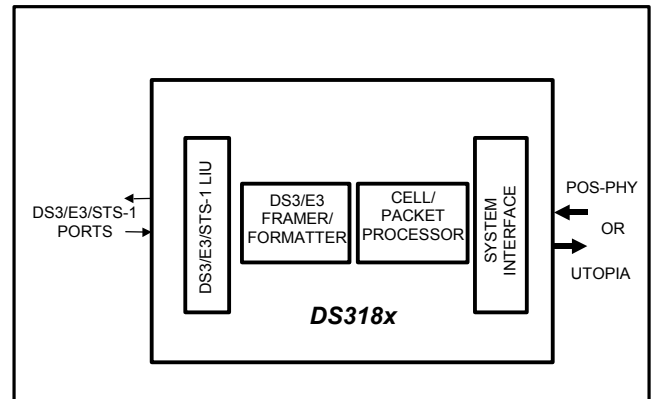 DS3/E3/STS-1
PORTS
DS3/E3/STS-1 LIU
DS3/E3
FRAMER/
FORMATTER
CELL/
PACKET
PROCESSOR
SYSTEM
INTERFACE
POS-PHY
OR
UTOPIA
DS318x